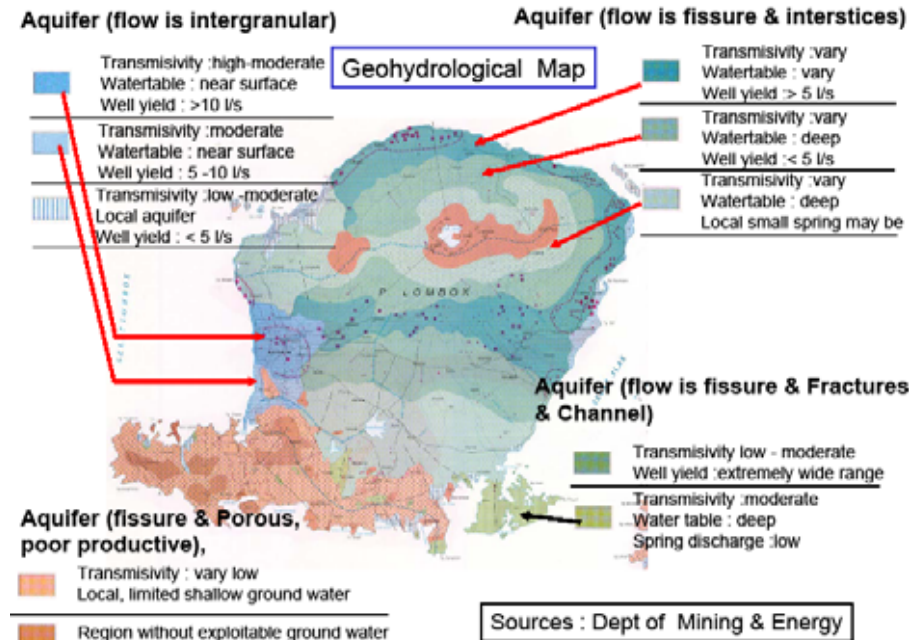 Aquifer (flow is intergranular)
Transmisivity :high-moderate
Watertable : near surface
Well yield : >10 l/s
Transmisivity :moderate
Watertable : near surface
Well yield : 5 -10 l/s
Transmisivity :low -moderate
Local aquifer
Well yield : < 5 l/s
Geohydrological Map
Aquifer (flow is fissure & interstices)
Transmisivity :vary
Watertable : vary
Well yield :> 5 l/s
Transmisivity :vary
Watertable : deep
Well yield :< 5 l/s
Transmisivity :vary
Watertable : deep
Local small spring may be
P. LOMBOK
Aquifer (flow is fissure & Fractures
& Channel)
Transmisivity low - moderate
Well yield :extremely wide range
Transmisivity :moderate
Water table : deep
Spring discharge :low
Aquifer (fissure & Porous,
poor productive),
Transmisivity : vary low
Local, limited shallow ground water
Region without exploitable ground water
Sources : Dept of Mining & Energy